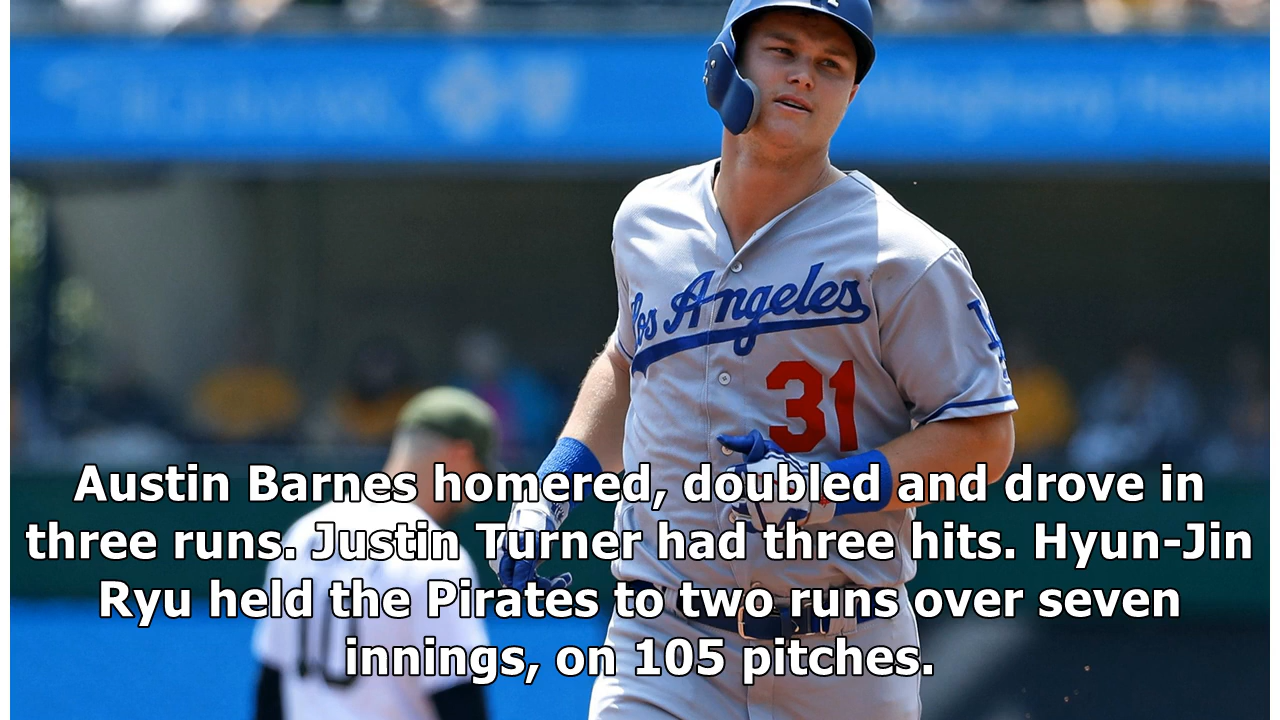 Los Angeles
31
Austin Barnes homered, doubled and drove in
three runs. Justin Turner had three hits. Hyun-Jin
Ryu held the Pirates to two runs over seven
innings, on 105 pitches.
10